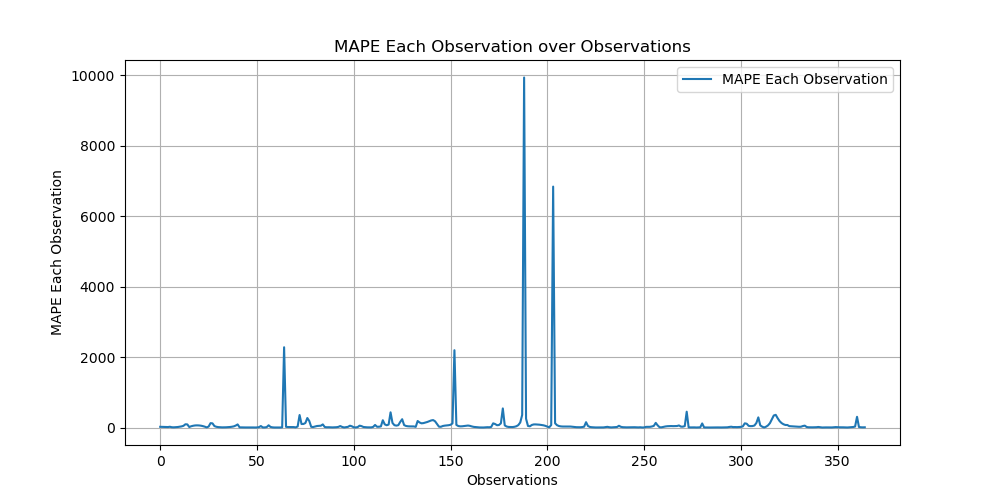 MAPE Each Observation over Observations
MAPE Each Observation
10000
8000
6000
4000
2000
0
MAPE Each Observation
0 50 100 150 200 250 300 350
Observations